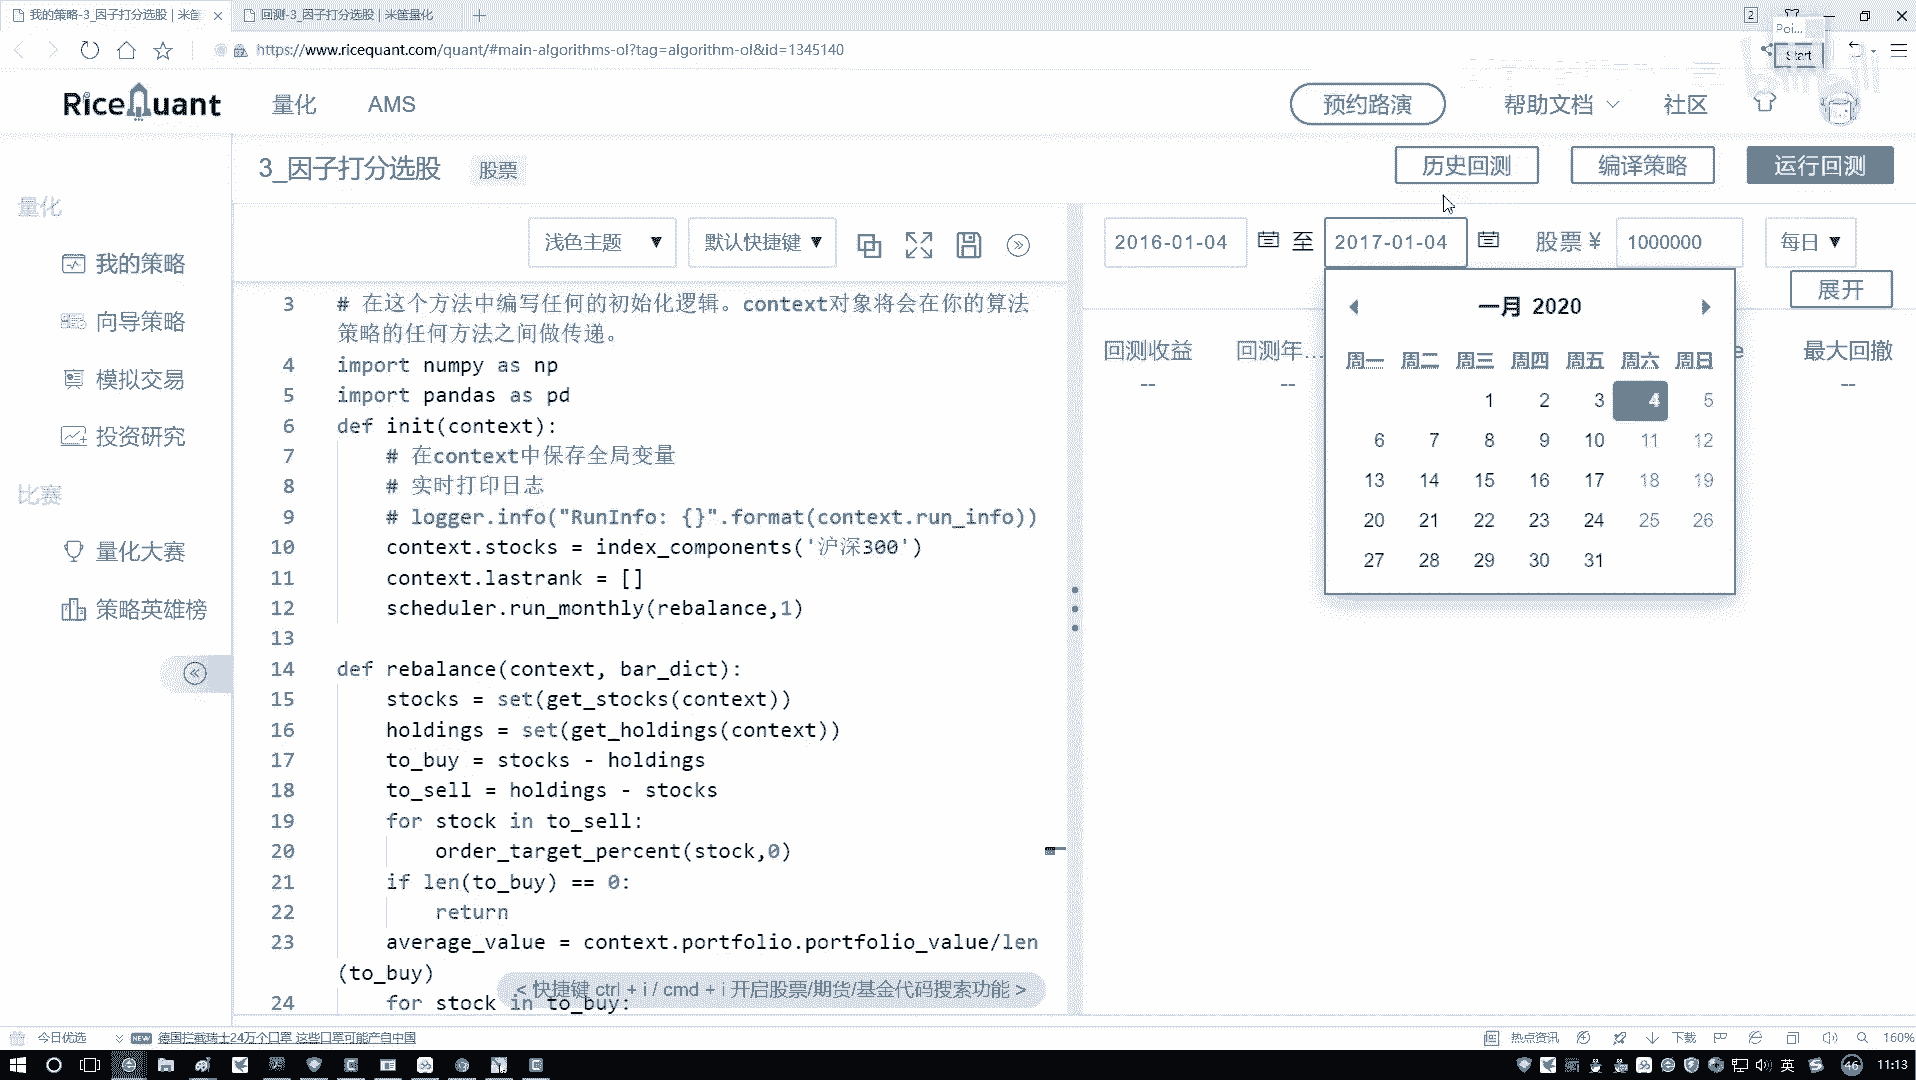 我的策略-3_因子打分选股 | 米筐
回测-3_因子打分选股 | 米筐量化
2
https://www.ricequant.com/quant/#main-algorithms-ol?tag=algorithm-ol&id=1345140
Poi...
Start
RiceQuant
量化
AMS
预约路演
帮助文档
社区
3_因子打分选股
股票
历史回测
编译策略
运行回测
量化
我的策略
向导策略
模拟交易
投资研究
比赛
量化大赛
策略英雄榜
浅色主题 ▼
默认快捷键 ▼
2016-01-04
至
2017-01-04
股票 ¥
1000000
每日 ▼
展开
3 # 在这个方法中编写任何的初始化逻辑。context对象将会在你的算法
策略的任何方法之间做传递。
4 import numpy as np
5 import pandas as pd
6 def init(context):
7 # 在context中保存全局变量
8 # 实时打印日志
9 # logger.info("RunInfo: {}".format(context.run_info))
10 context.stocks = index_components('沪深300')
11 context.lastrank = []
12 scheduler.run_monthly(rebalance,1)
13
14 def rebalance(context, bar_dict):
15 stocks = set(get_stocks(context))
16 holdings = set(get_holdings(context))
17 to_buy = stocks - holdings
18 to_sell = holdings - stocks
19 for stock in to_sell:
20 order_target_percent(stock,0)
21 if len(to_buy) == 0:
22 return
23 average_value = context.portfolio.portfolio_value/len
(to_buy)
24 for stock in to_buy:
< 快捷键 ctrl + i / cmd + i 开启股票/期货/基金代码搜索功能 >
回测收益
--
回测年...
--
e
最大回撤
--
一月 2020
周一 周二 周三 周四 周五 周六 周日
1 2 3 4 5
6 7 8 9 10 11 12
13 14 15 16 17 18 19
20 21 22 23 24 25 26
27 28 29 30 31
今日优选
NEW
德国拦截瑞士24万个口罩 这些口罩可能产自中国
热点资讯
下载
160%
英
46
11:13